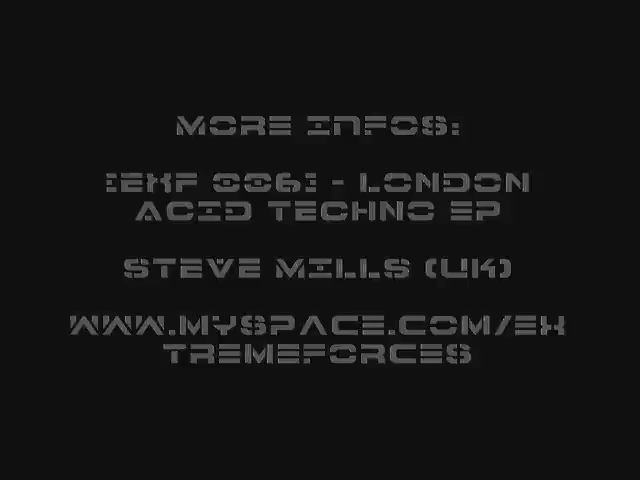 MORE INFOS:
[EXF 006] - LONDON
ACID TECHNO EP
STEVE MILLS (UK)
WWW.MYSPACE.COM/EX
TREMEFORCES